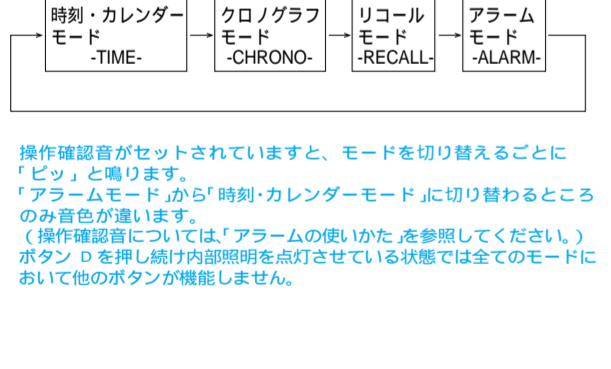 時刻・カレンダー
モード
-TIME-
クロノグラフ
モード
-CHRONO-
リコール
モード
-RECALL-
アラーム
モード
-ALARM-
操作確認音がセットされていますと、モードを切り替えるごとに
「ピッ」と鳴ります。
「アラームモード」から「時刻・カレンダーモード」に切り替わるところ
のみ音色が違います。
（操作確認音については、「アラームの使いかた」を参照してください。）
ボタン D を押し続け内部照明を点灯させている状態では全てのモードに
おいて他のボタンが機能しません。